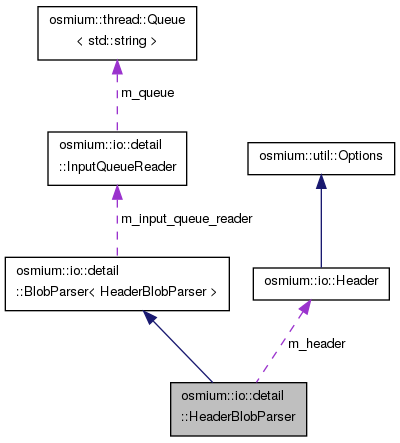 osmium::thread::Queue
< std::string >
m_queue
osmium::io::detail
::InputQueueReader
osmium::util::Options
m_input_queue_reader
osmium::io::detail
::BlobParser< HeaderBlobParser >
osmium::io::Header
m_header
osmium::io::detail
::HeaderBlobParser